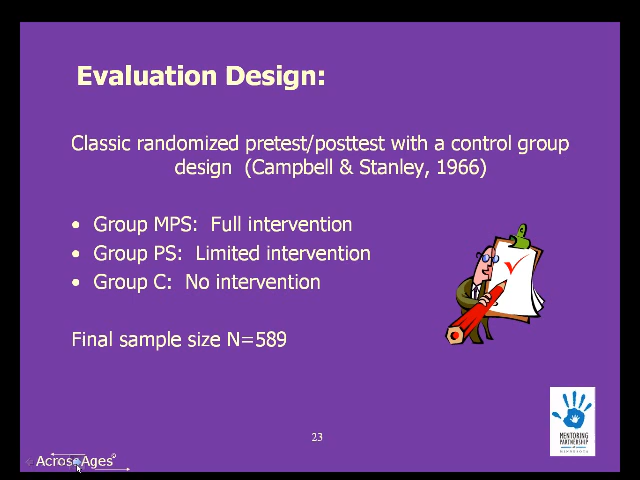 Evaluation Design:
Classic randomized pretest/posttest with a control group
design (Campbell & Stanley, 1966)
• Group MPS: Full intervention
• Group PS: Limited intervention
• Group C: No intervention
Final sample size N=589
MENTORING
PARTNERSHIP
MINNESOTA
23
Across Ages